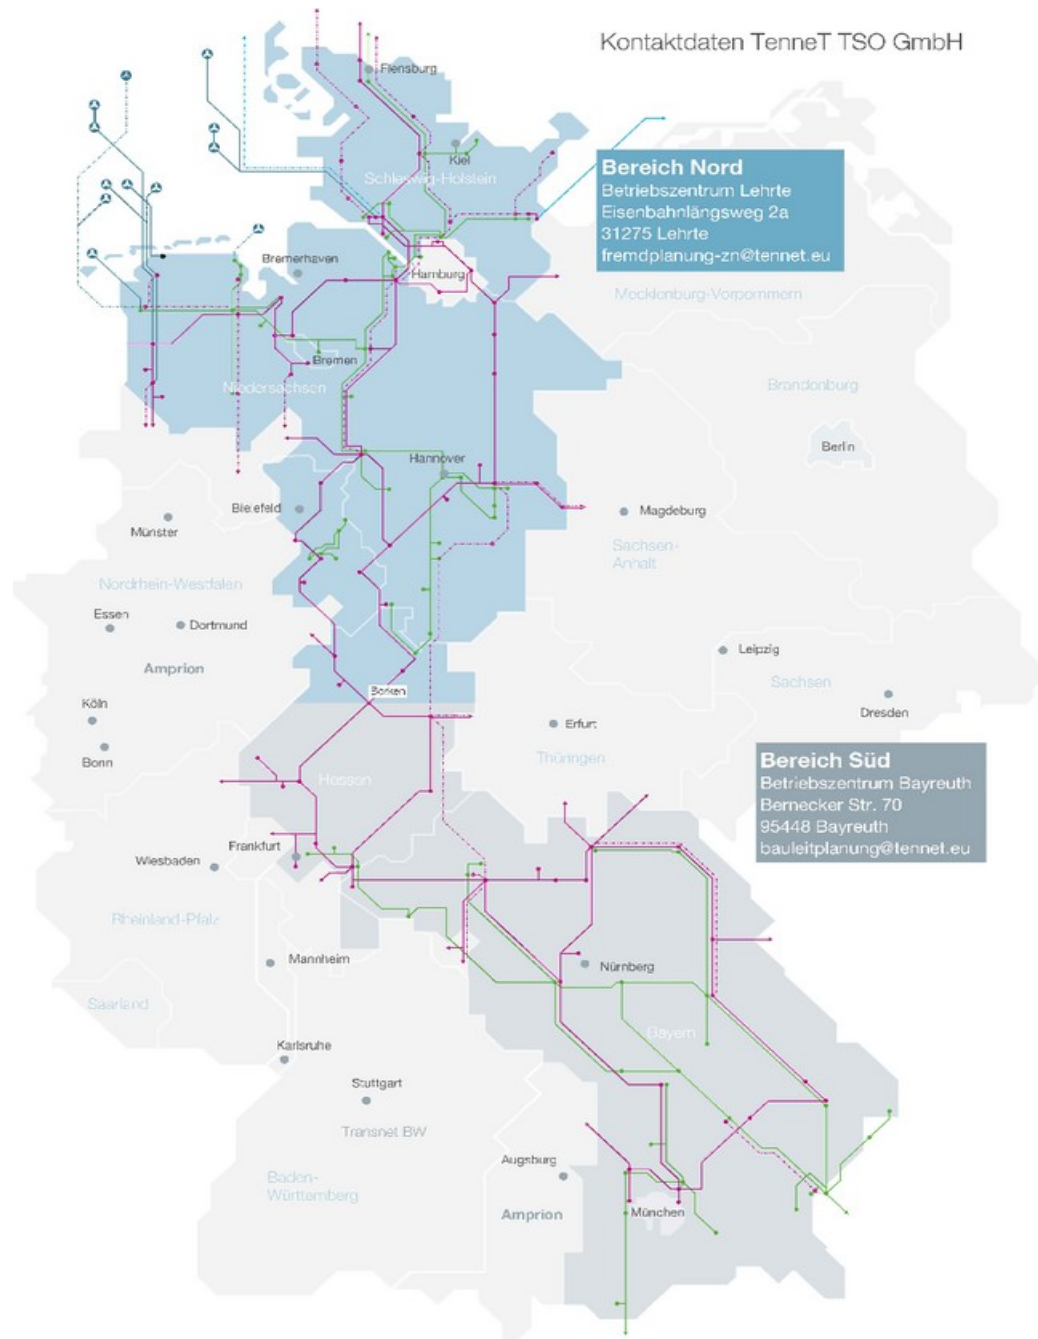 Kontaktdaten TenneT TSO GmbH
Flensburg
Kiel
Schleswig-Holstein
Bereich Nord
Betriebszentrum Lehrte
Eisenbahnlängsweg 2a
31275 Lehrte
fremdplanung-zn@tennet.eu
Bremerhaven
Hamburg
Mecklenburg-Vorpommern
Bremen
Niedersachsen
Brandenburg
Berlin
Hannover
Bielefeld
Magdeburg
Münster
Sachsen-
Anhalt
Nordrhein-Westfalen
Essen
Dortmund
Leipzig
Amprion
Sachsen
Borken
Köln
Dresden
Erfurt
Bonn
Thüringen
Hessen
Bereich Süd
Betriebszentrum Bayreuth
Bernecker Str. 70
95448 Bayreuth
bauleitplanung@tennet.eu
Frankfurt
Wiesbaden
Rheinland-Pfalz
Mannheim
Nürnberg
Saarland
Bayern
Karlsruhe
Stuttgart
Transnet BW
Augsburg
Baden-
Württemberg
Amprion
München